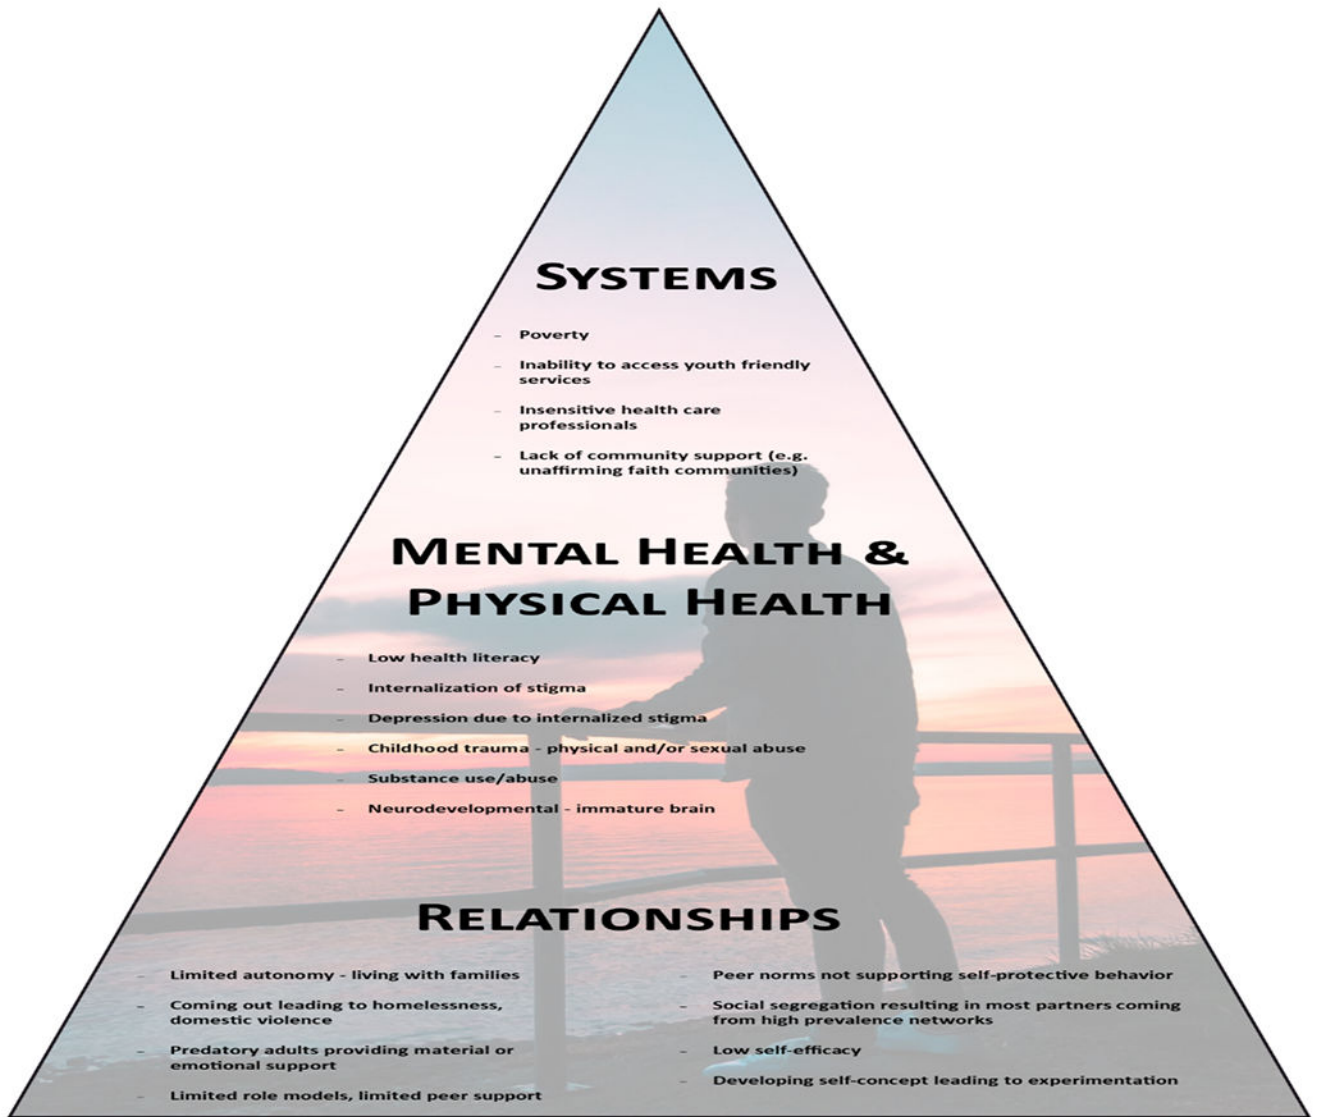 SYSTEMS
- Poverty
- Inability to access youth friendly
services
- Insensitive health care
professionals
- Lack of community support (e.g.
unaffirming faith communities)
MENTAL HEALTH &
PHYSICAL HEALTH
- Low health literacy
- Internalization of stigma
- Depression due to internalized stigma
- Childhood trauma - physical and/or sexual abuse
- Substance use/abuse
- Neurodevelopmental - immature brain
RELATIONSHIPS
- Limited autonomy - living with families
- Coming out leading to homelessness,
domestic violence
- Predatory adults providing material or
emotional support
- Limited role models, limited peer support
- Peer norms not supporting self-protective behavior
- Social segregation resulting in most partners coming
from high prevalence networks
- Low self-efficacy
- Developing self-concept leading to experimentation